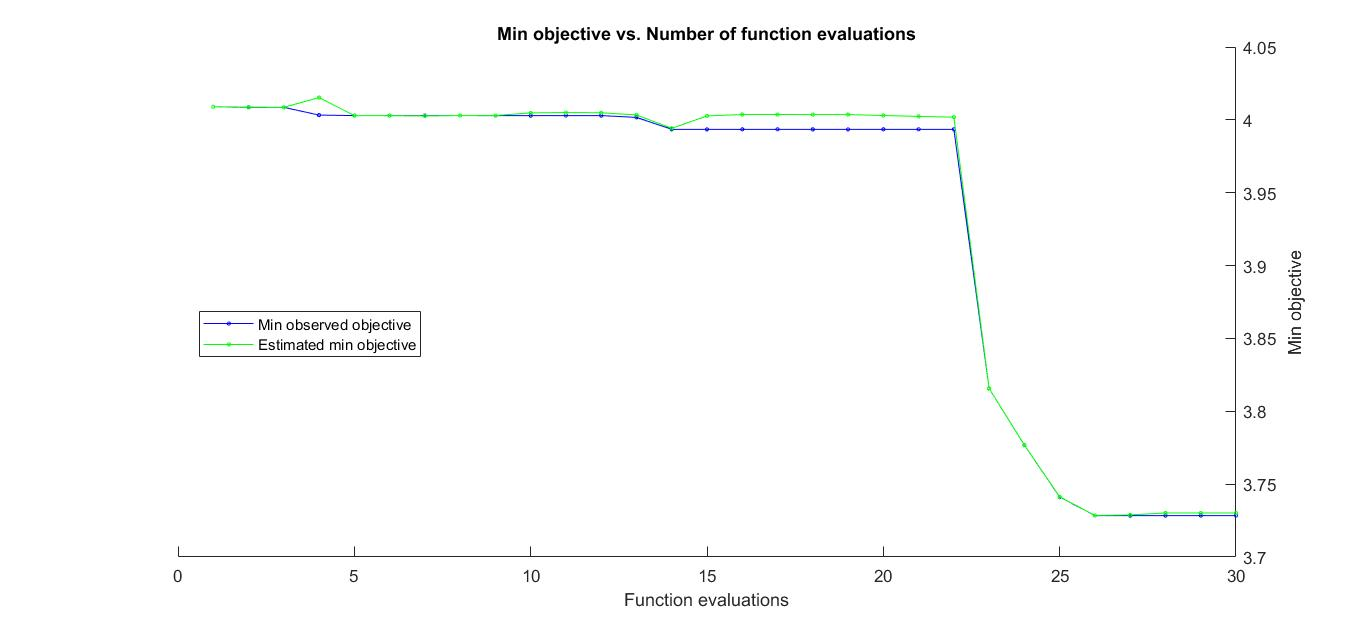 Min objective vs. Number of function evaluations
4.05
4
3.95
3.9
3.85
3.8
3.75
3.7
Min objective
Min observed objective
Estimated min objective
0 5 10 15 20 25 30
Function evaluations